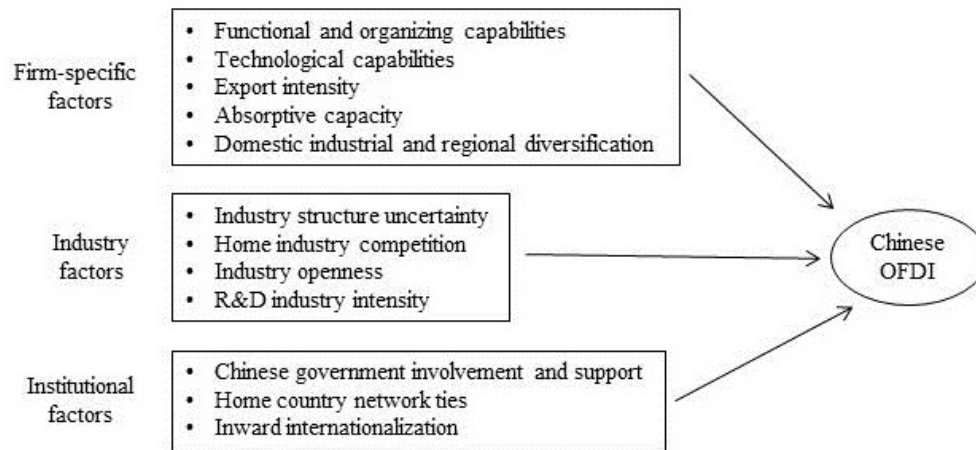 Firm-specific
factors
• Functional and organizing capabilities
• Technological capabilities
• Export intensity
• Absorptive capacity
• Domestic industrial and regional diversification
Industry
factors
• Industry structure uncertainty
• Home industry competition
• Industry openness
• R&D industry intensity
Institutional
factors
• Chinese government involvement and support
• Home country network ties
• Inward internationalization
Chinese
OFDI